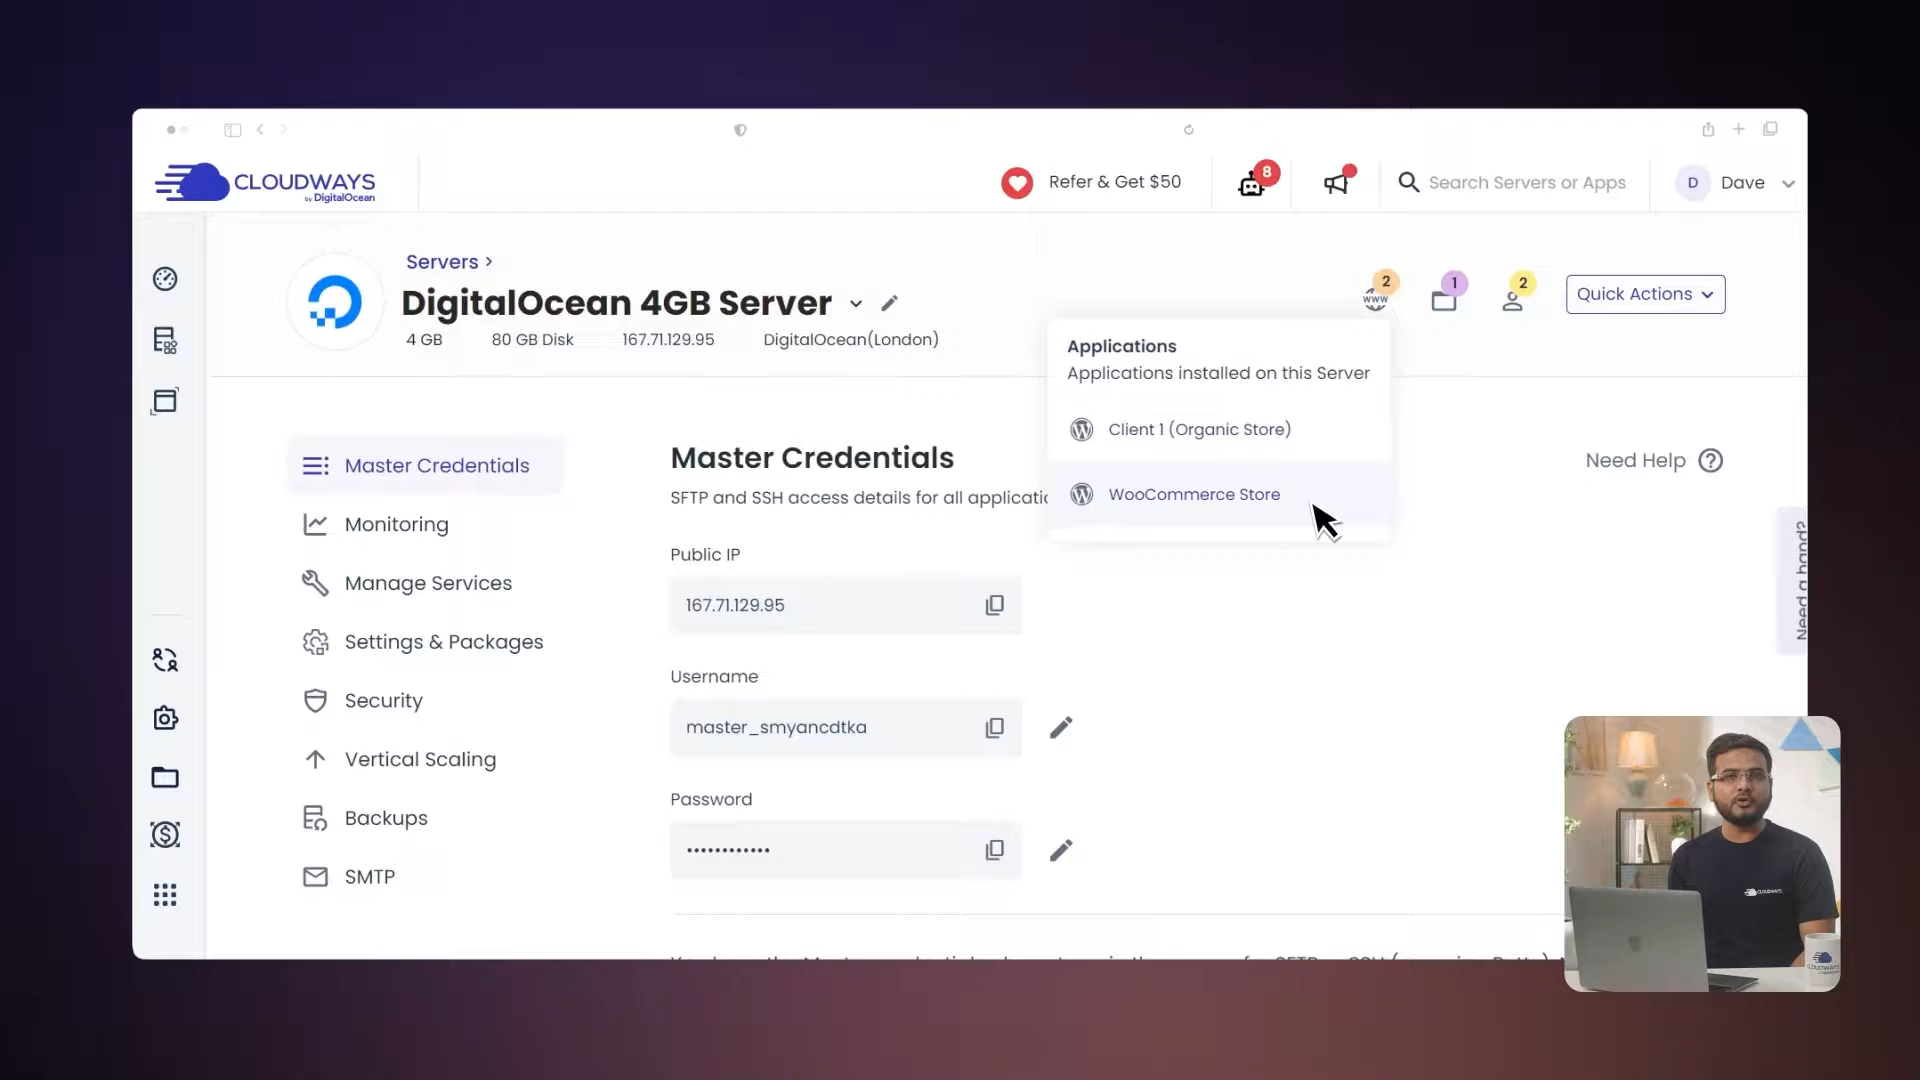 CLOUDWAYS
by DigitalOcean
Refer & Get $50
8
Search Servers or Apps
D
Dave
Servers >
DigitalOcean 4GB Server
4 GB
80 GB Disk
167.71.129.95
DigitalOcean(London)
www
2
1
2
Quick Actions
Applications
Applications installed on this Server
Client 1 (Organic Store)
WooCommerce Store
Master Credentials
Monitoring
Manage Services
Settings & Packages
Security
Vertical Scaling
Backups
SMTP
Master Credentials
SFTP and SSH access details for all applicatio
Need Help
Public IP
167.71.129.95
Username
master_smyancdtka
Password
••••••••••••
Need a hand?
CLOUDWAYS
CLOUDWAYS